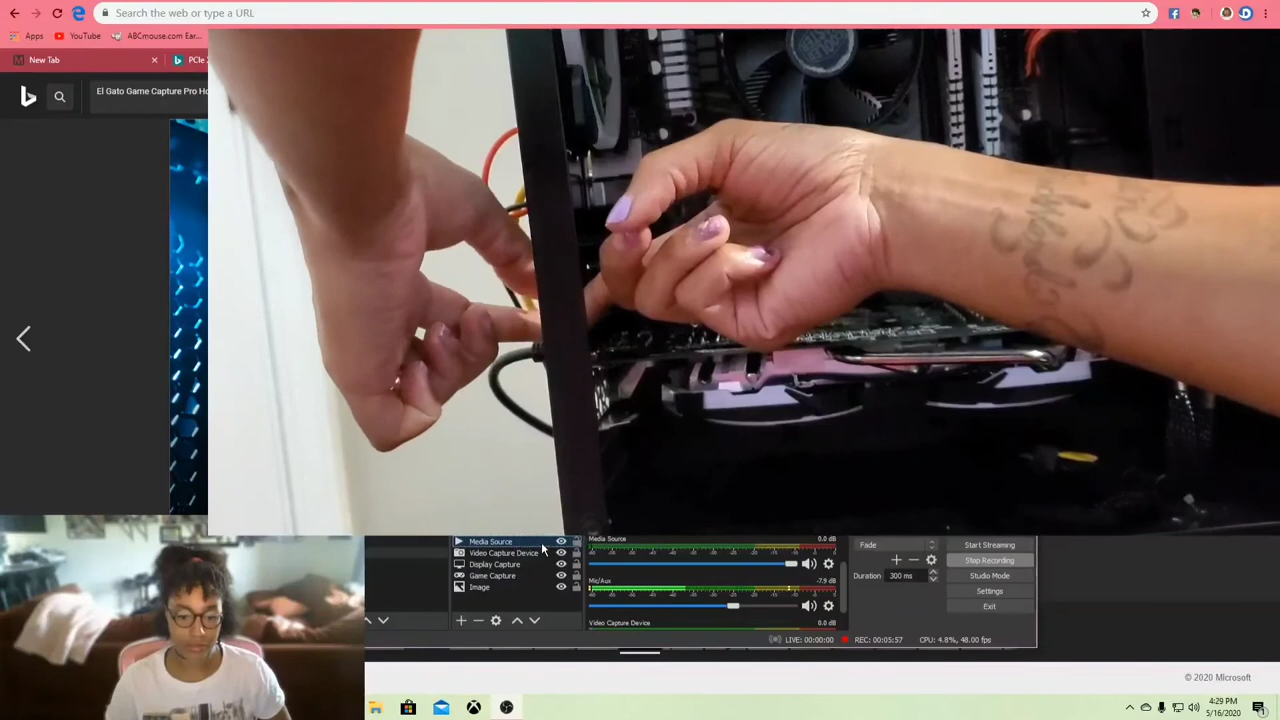 Search the web or type a URL
Apps
YouTube
ABCmouse.com Ear...
New Tab
PCIe
El Gato Game Capture Pro Ho
Media Source
Video Capture Device
Display Capture
Game Capture
Image
Media Source
0.0 dB
Mic/Aux
-7.9 dB
Video Capture Device
0.0 dB
Fade
Duration
300 ms
Start Streaming
Stop Recording
Studio Mode
Settings
Exit
LIVE: 00:00:00
REC: 00:05:57
CPU: 4.8%, 48.00 fps
© 2020 Microsoft
4:29 PM
5/16/2020